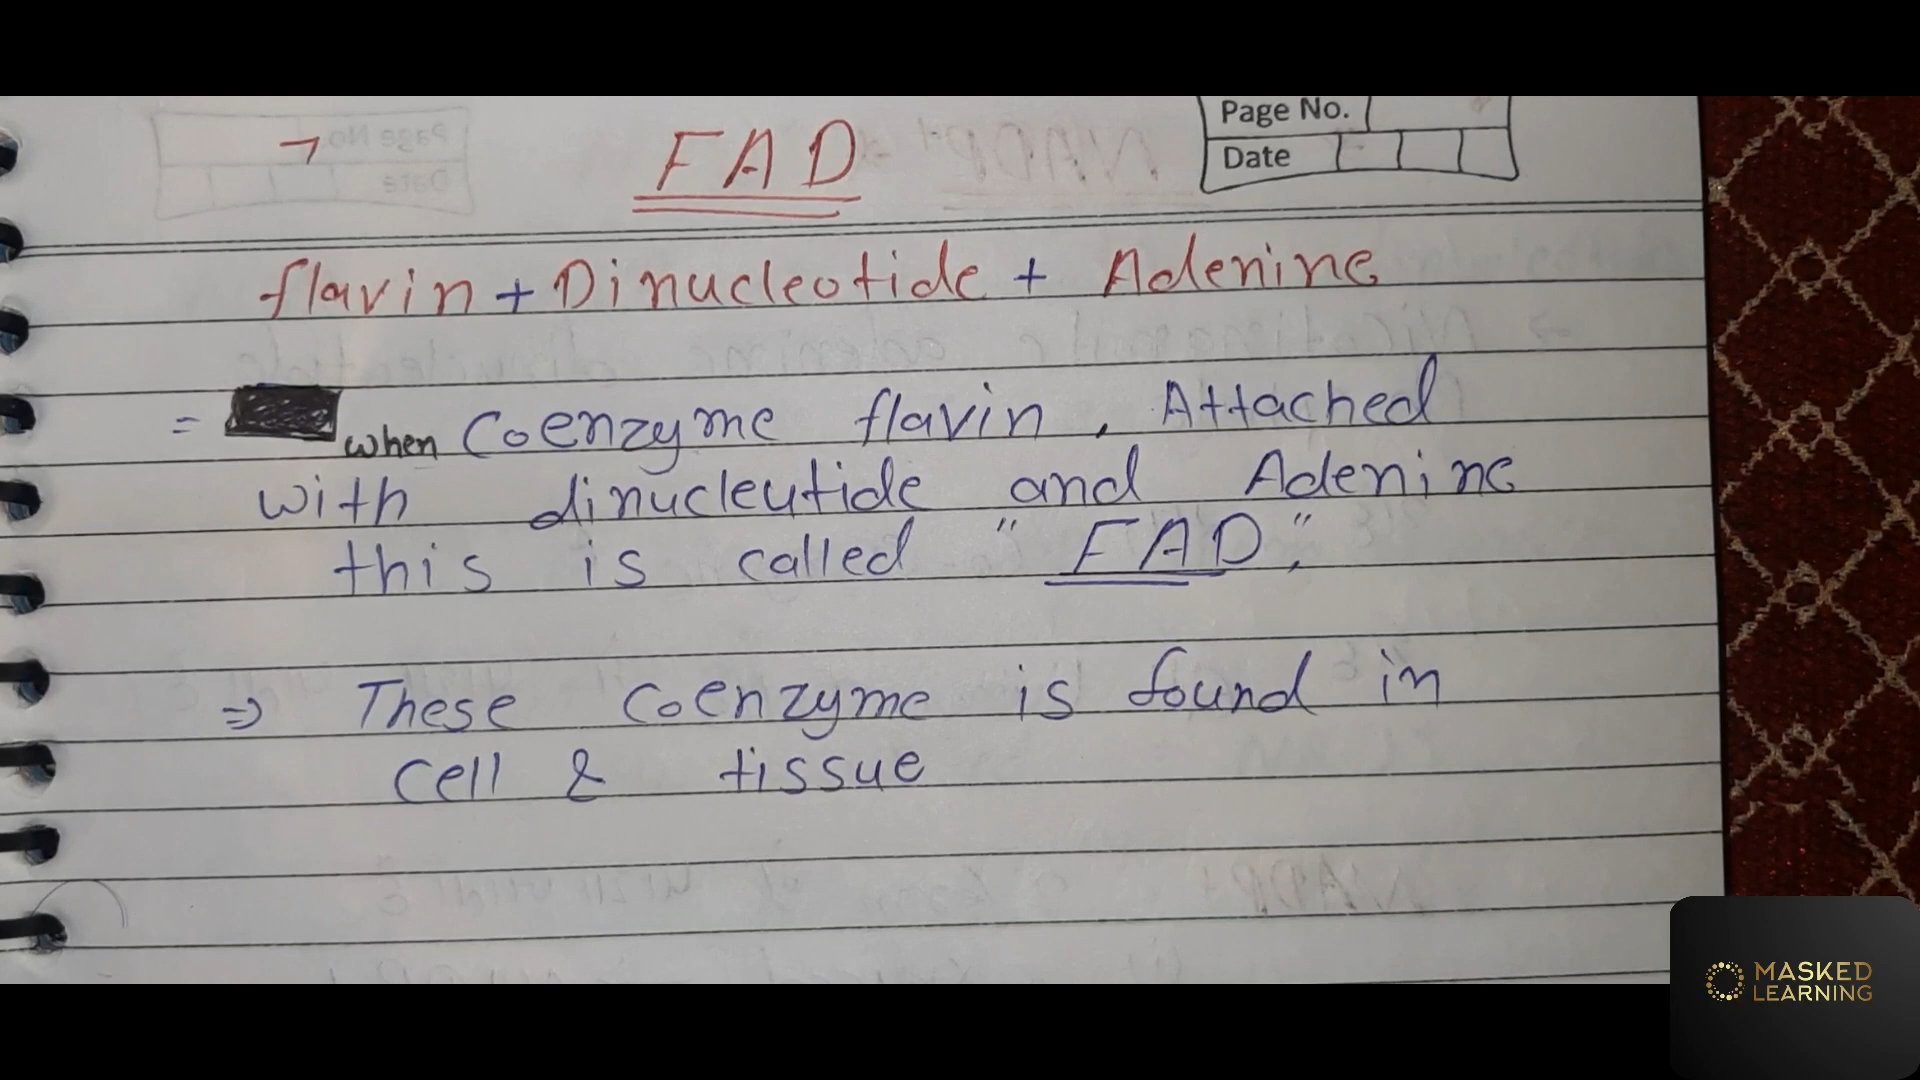 Page No.
Date
FAD
flavin + Dinucleotide + Adenine
= when Coenzyme flavin, Attached
with dinucleutide and Adenine
this is called "FAD",
⇒ These coenzyme is found in
cell & tissue
MASKED
LEARNING